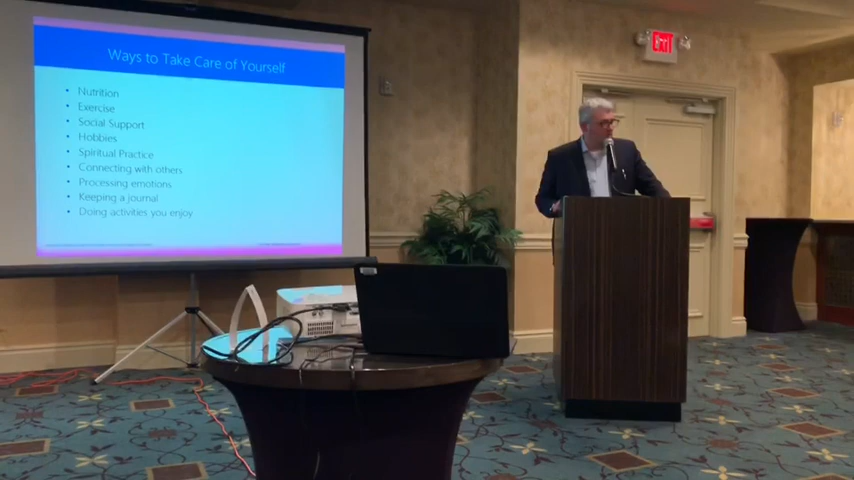 Ways to Take Care of Yourself
• Nutrition
• Exercise
• Social Support
• Hobbies
• Spiritual Practice
• Connecting with others
• Processing emotions
• Keeping a journal
• Doing activities you enjoy
EXIT